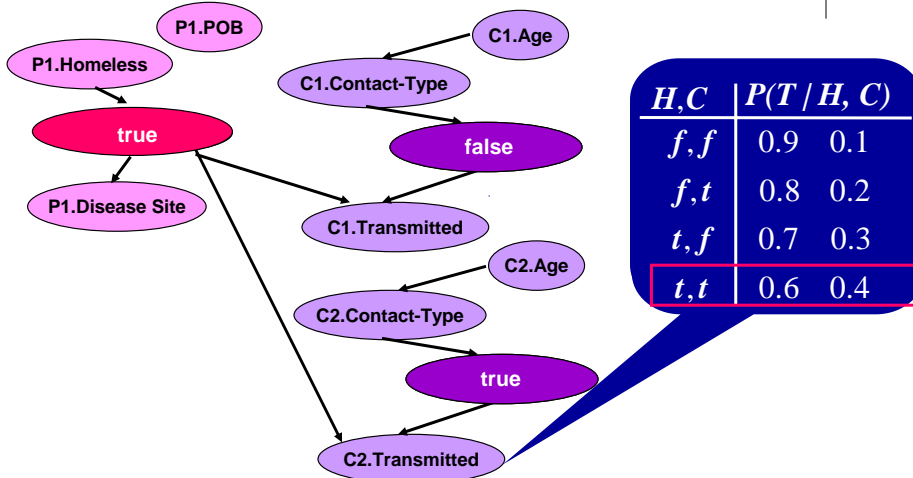 P1.POB
C1.Age
P1.Homeless
C1.Contact-Type
true
false
P1.Disease Site
C1.Transmitted
C2.Age
C2.Contact-Type
true
C2.Transmitted
H,C P(T / H, C)
f,f 0.9 0.1
f,t 0.8 0.2
t,f 0.7 0.3
t,t 0.6 0.4